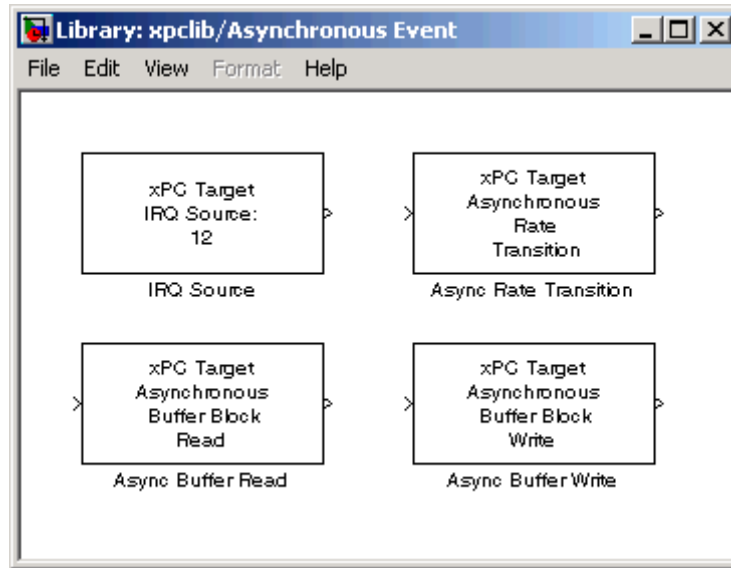 Library: xpclib/Asynchronous Event
File Edit View Format Help
xPC Target
IRQ Source:
12
IRQ Source
xPC Target
Asynchronous
Rate
Transition
Async Rate Transition
xPC Target
Asynchronous
Buffer Block
Read
Async Buffer Read
xPC Target
Asynchronous
Buffer Block
Write
Async Buffer Write